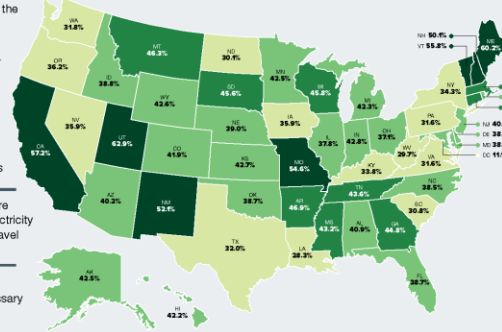 the
s
re
ctricity
avel
ssary
WA
31.8%
OR
36.2%
CA
57.2%
NV
35.9%
ID
38.8%
MT
46.3%
WY
42.6%
UT
62.9%
AZ
40.2%
CO
41.9%
NM
52.1%
ND
30.1%
SD
45.6%
NE
39.0%
KS
42.7%
OK
38.7%
TX
32.0%
MN
42.5%
IA
35.9%
MO
54.6%
AR
46.9%
LA
28.3%
WI
45.8%
IL
37.8%
MI
42.3%
IN
42.8%
OH
37.1%
KY
33.8%
TN
43.6%
MS
43.2%
AL
40.9%
GA
44.8%
FL
38.7%
SC
30.8%
NC
38.5%
VA
31.6%
WV
29.7%
PA
31.6%
NY
34.3%
ME
60.2%
NH 50.1%
VT 55.8%
NJ 40.
DE 38
MD 38.
DC 11
AK
42.5%
HI
42.2%